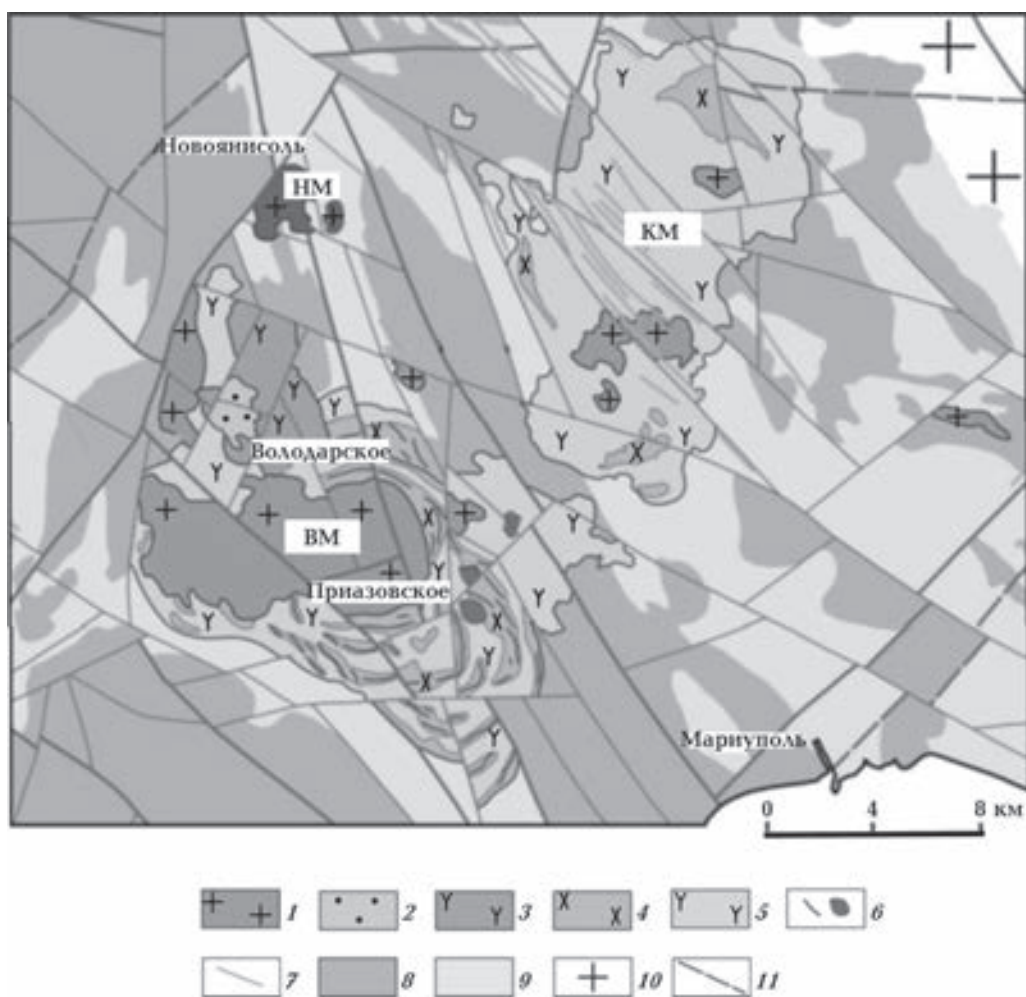 Новоянисоль
НМ
КМ
Володарское
ВМ
Приазовское
Мариуполь
0 4 8 км
1 2 3 4 5 6
7 8 9 10 11